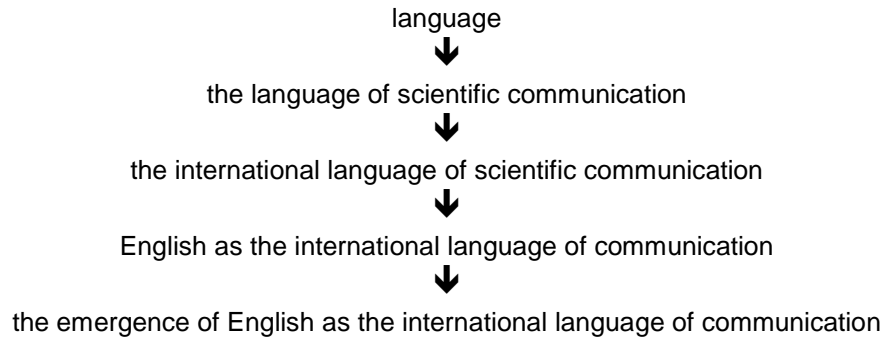 language
the language of scientific communication
the international language of scientific communication
English as the international language of communication
the emergence of English as the international language of communication